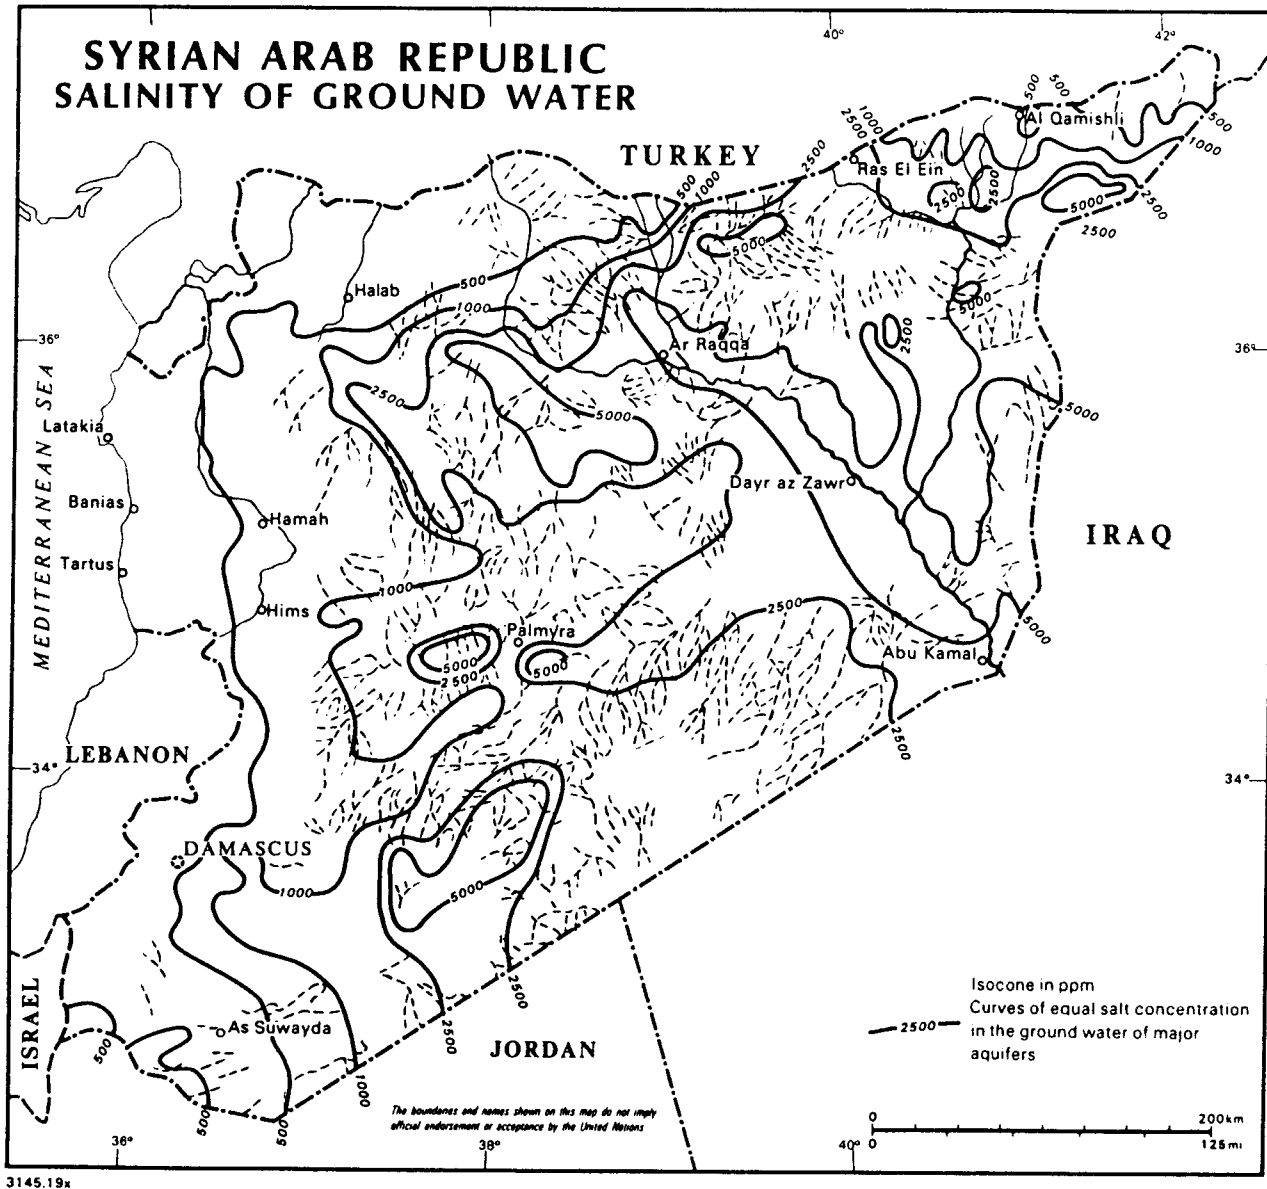 40°
42°
SYRIAN ARAB REPUBLIC
SALINITY OF GROUND WATER
TURKEY
500
1000
2500
1000
2500
500
500
Al Qamishli
500
1000
Ras El Ein
2500
2500
5000
2500
2500
5000
5000
500
Halab
1000
36°
Ar Raqqa
2500
36°
MEDITERRANEAN SEA
2500
5000
5000
Latakia
Banias
Hamah
Dayr az Zawr
IRAQ
Tartus
1000
Hims
2500
Palmyra
5000
2500
5000
Abu Kamal
5000
2500
LEBANON
34°
34°
DAMASCUS
1000
5000
2500
2500
ISRAEL
500
As Suwayda
1000
500
500
JORDAN
Isocone in ppm
2500
Curves of equal salt concentration
in the ground water of major
aquifers
The boundaries and names shown on this map do not imply
official endorsement or acceptance by the United Nations
0
200km
0
125mi
36°
38°
40°
3145.19x